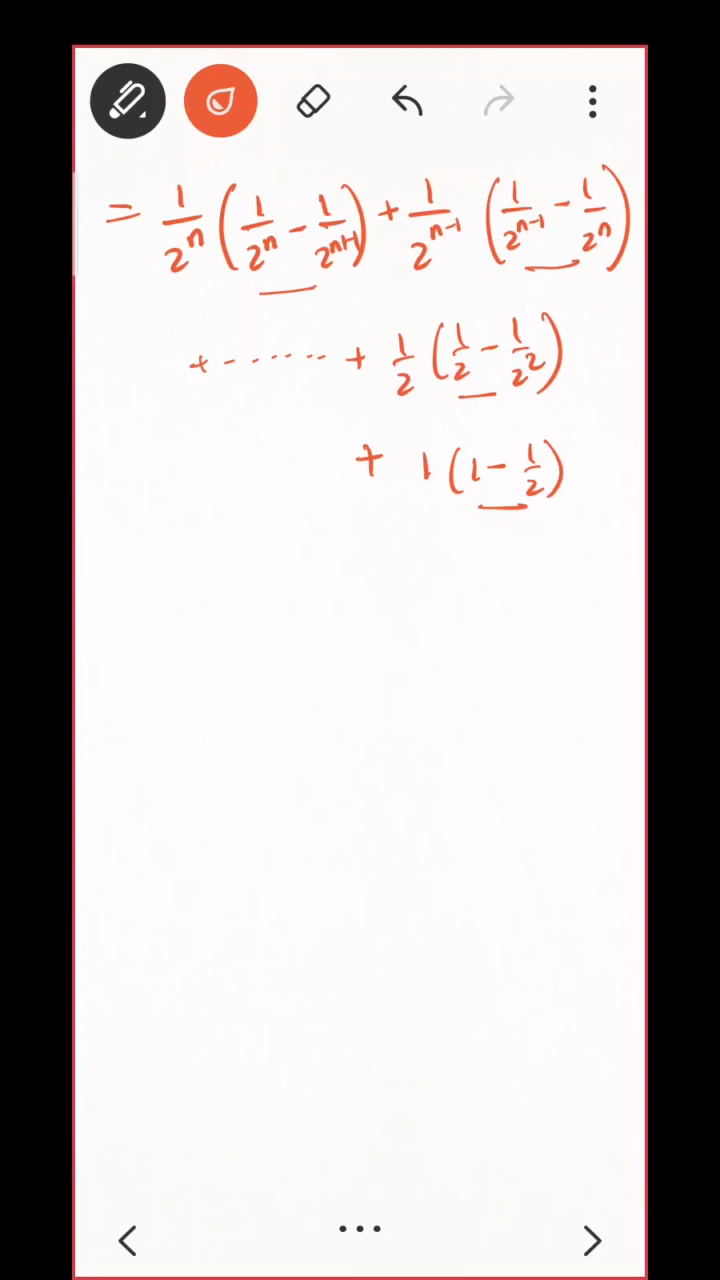 = 1/2^n (1/2^n - 1/2^{n+1}) + 1/2^{n-1} (1/2^{n-1} - 1/2^n)
+ - ..... + 1/2 (1/2 - 1/2^2)
+ 1 (1 - 1/2)